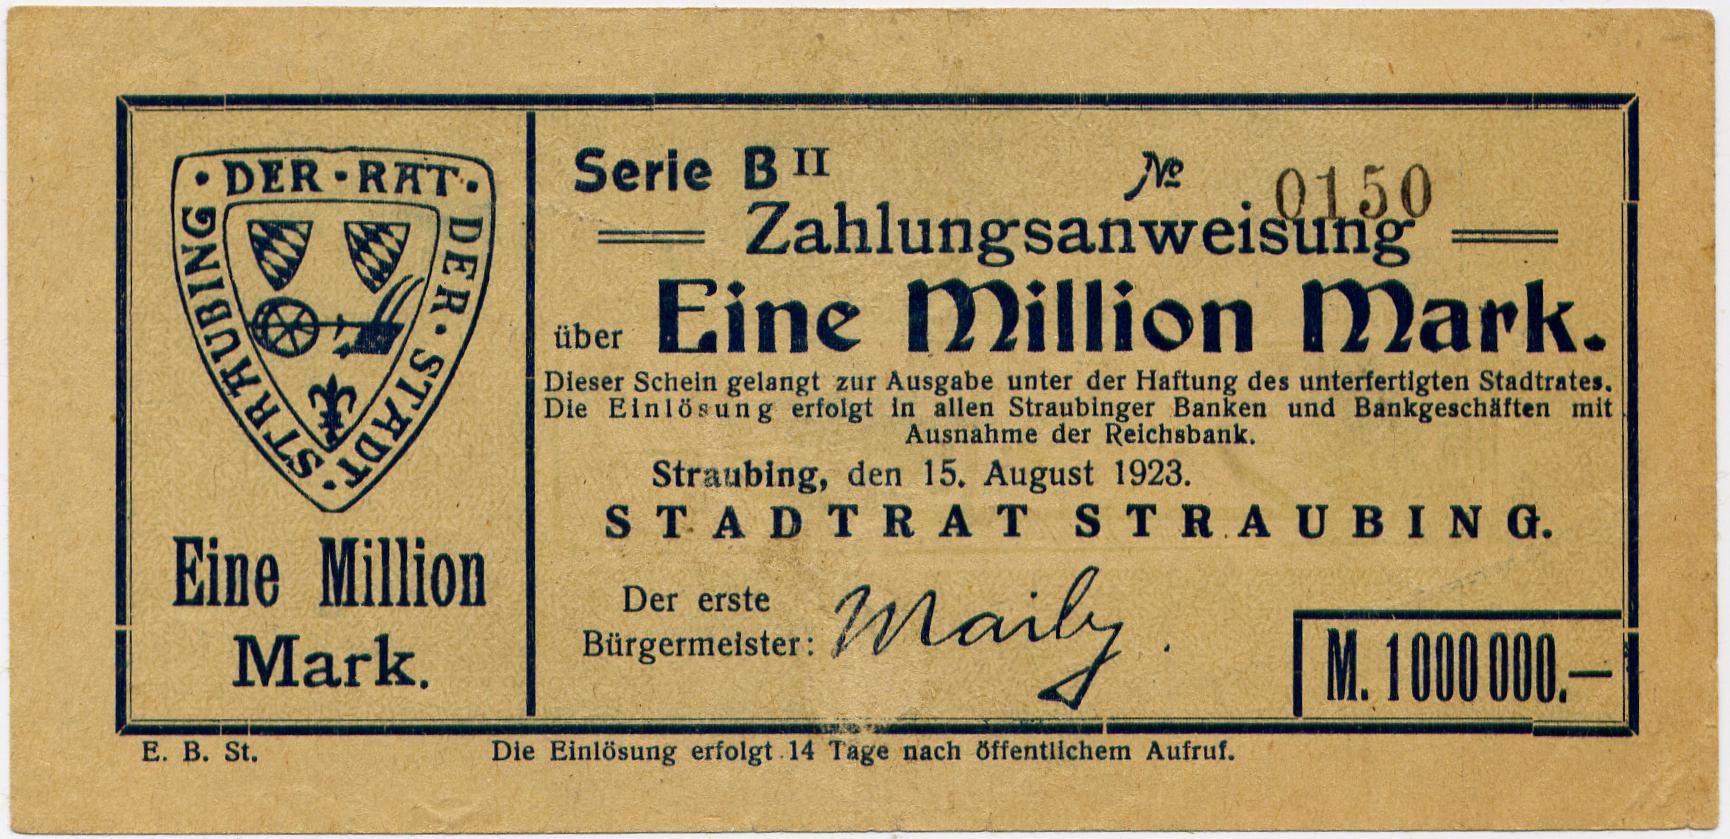 · DER · RAT · DER · STADT · STRAUBING
Eine Million
Mark.
Serie B II
№ 0150
Zahlungsanweisung
über Eine Million Mark.
Dieser Schein gelangt zur Ausgabe unter der Haftung des unterfertigten Stadtrates.
Die Einlösung erfolgt in allen Straubinger Banken und Bankgeschäften mit
Ausnahme der Reichsbank.
Straubing, den 15. August 1923.
STADTRAT STRAUBING.
Der erste
Bürgermeister:
M. 1000000.—
E. B. St.
Die Einlösung erfolgt 14 Tage nach öffentlichem Aufruf.